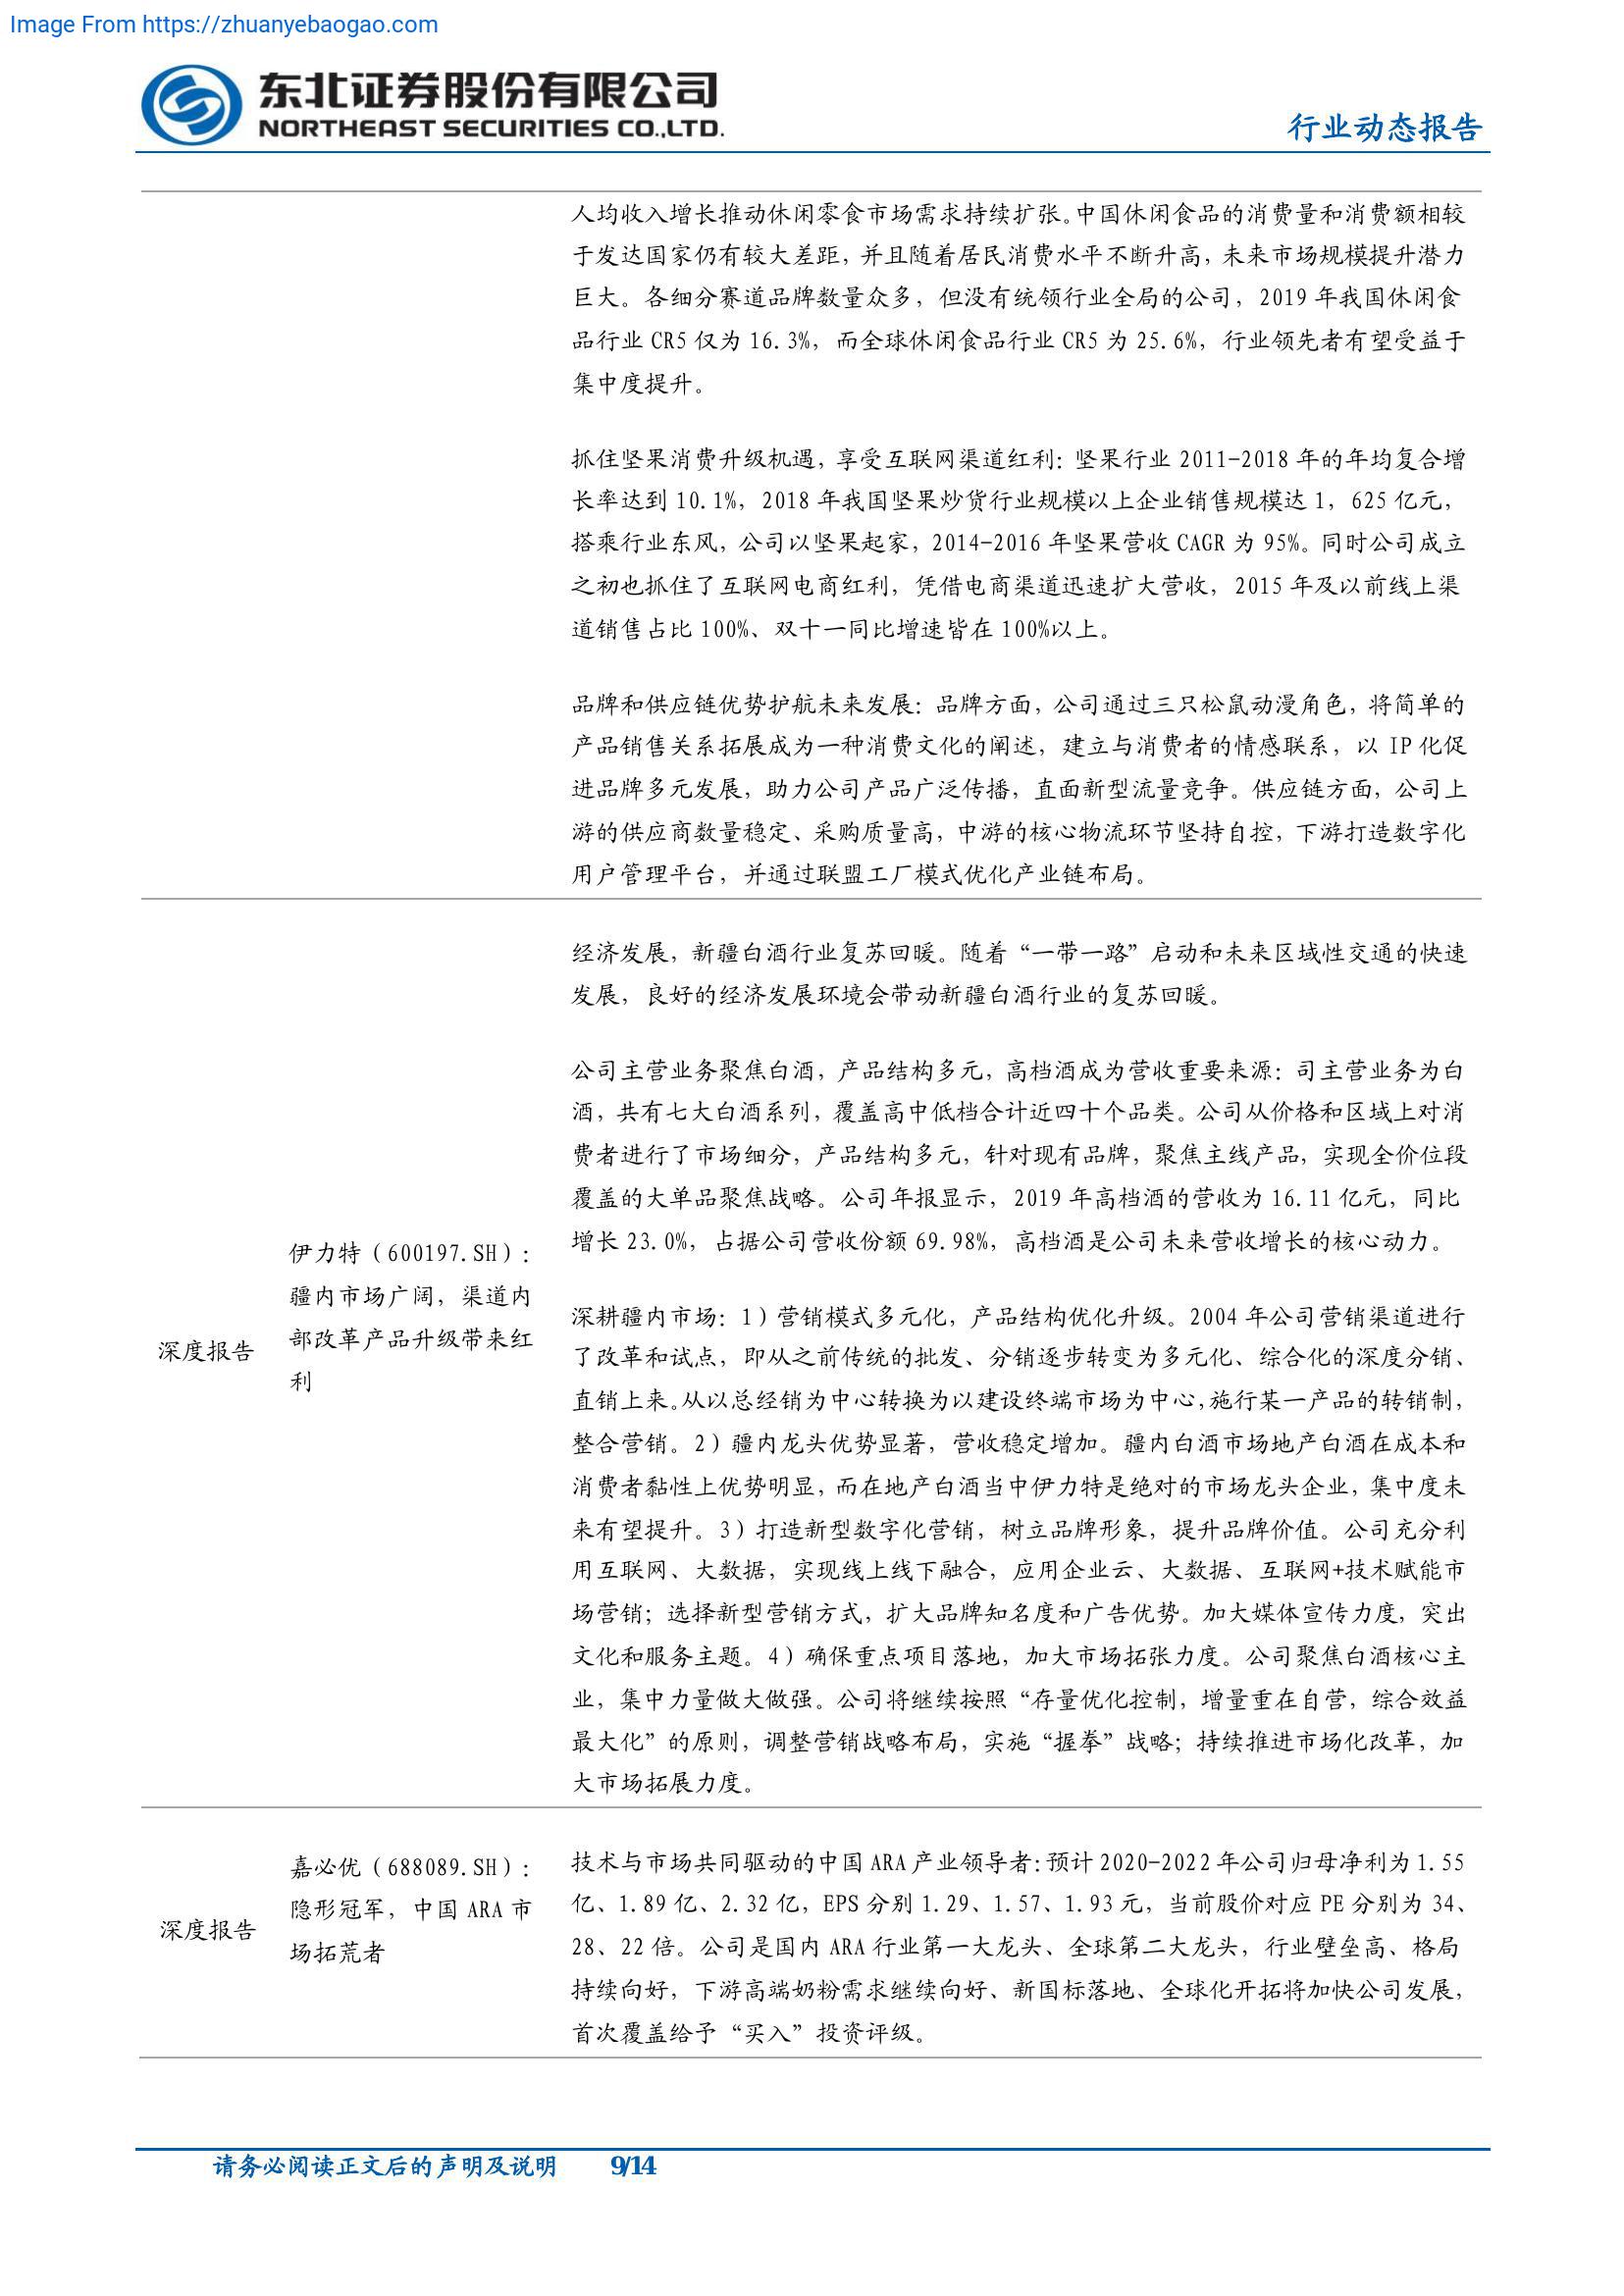 Image From https://zhuanyebaogao.com
东北证券股份有限公司
NORTHEAST SECURITIES CO.,LTD.
行业动态报告
人均收入增长推动休闲零食市场需求持续扩张。中国休闲食品的消费量和消费额相较
于发达国家仍有较大差距，并且随着居民消费水平不断升高，未来市场规模提升潜力
巨大。各细分赛道品牌数量众多，但没有统领行业全局的公司，2019 年我国休闲食
品行业 CR5 仅为 16.3%，而全球休闲食品行业 CR5 为 25.6%，行业领先者有望受益于
集中度提升。
抓住坚果消费升级机遇，享受互联网渠道红利：坚果行业 2011-2018 年的年均复合增
长率达到 10.1%，2018 年我国坚果炒货行业规模以上企业销售规模达 1，625 亿元，
搭乘行业东风，公司以坚果起家，2014-2016 年坚果营收 CAGR 为 95%。同时公司成立
之初也抓住了互联网电商红利，凭借电商渠道迅速扩大营收，2015 年及以前线上渠
道销售占比 100%、双十一同比增速皆在 100%以上。
品牌和供应链优势护航未来发展：品牌方面，公司通过三只松鼠动漫角色，将简单的
产品销售关系拓展成为一种消费文化的阐述，建立与消费者的情感联系，以 IP 化促
进品牌多元发展，助力公司产品广泛传播，直面新型流量竞争。供应链方面，公司上
游的供应商数量稳定、采购质量高，中游的核心物流环节坚持自控，下游打造数字化
用户管理平台，并通过联盟工厂模式优化产业链布局。
深度报告
伊力特（600197.SH）：
疆内市场广阔，渠道内
部改革产品升级带来红
利
经济发展，新疆白酒行业复苏回暖。随着“一带一路”启动和未来区域性交通的快速
发展，良好的经济发展环境会带动新疆白酒行业的复苏回暖。
公司主营业务聚焦白酒，产品结构多元，高档酒成为营收重要来源：司主营业务为白
酒，共有七大白酒系列，覆盖高中低档合计近四十个品类。公司从价格和区域上对消
费者进行了市场细分，产品结构多元，针对现有品牌，聚焦主线产品，实现全价位段
覆盖的大单品聚焦战略。公司年报显示，2019 年高档酒的营收为 16.11 亿元，同比
增长 23.0%，占据公司营收份额 69.98%，高档酒是公司未来营收增长的核心动力。
深耕疆内市场：1）营销模式多元化，产品结构优化升级。2004 年公司营销渠道进行
了改革和试点，即从之前传统的批发、分销逐步转变为多元化、综合化的深度分销、
直销上来。从以总经销为中心转换为以建设终端市场为中心，施行某一产品的转销制，
整合营销。2）疆内龙头优势显著，营收稳定增加。疆内白酒市场地产白酒在成本和
消费者黏性上优势明显，而在地产白酒当中伊力特是绝对的市场龙头企业，集中度未
来有望提升。3）打造新型数字化营销，树立品牌形象，提升品牌价值。公司充分利
用互联网、大数据，实现线上线下融合，应用企业云、大数据、互联网+技术赋能市
场营销；选择新型营销方式，扩大品牌知名度和广告优势。加大媒体宣传力度，突出
文化和服务主题。4）确保重点项目落地，加大市场拓张力度。公司聚焦白酒核心主
业，集中力量做大做强。公司将继续按照“存量优化控制，增量重在自营，综合效益
最大化”的原则，调整营销战略布局，实施“握拳”战略；持续推进市场化改革，加
大市场拓展力度。
深度报告
嘉必优（688089.SH）：
隐形冠军，中国 ARA 市
场拓荒者
技术与市场共同驱动的中国 ARA 产业领导者：预计 2020-2022 年公司归母净利为 1.55
亿、1.89 亿、2.32 亿，EPS 分别 1.29、1.57、1.93 元，当前股价对应 PE 分别为 34、
28、22 倍。公司是国内 ARA 行业第一大龙头、全球第二大龙头，行业壁垒高、格局
持续向好，下游高端奶粉需求继续向好、新国标落地、全球化开拓将加快公司发展，
首次覆盖给予“买入”投资评级。
请务必阅读正文后的声明及说明 9/14